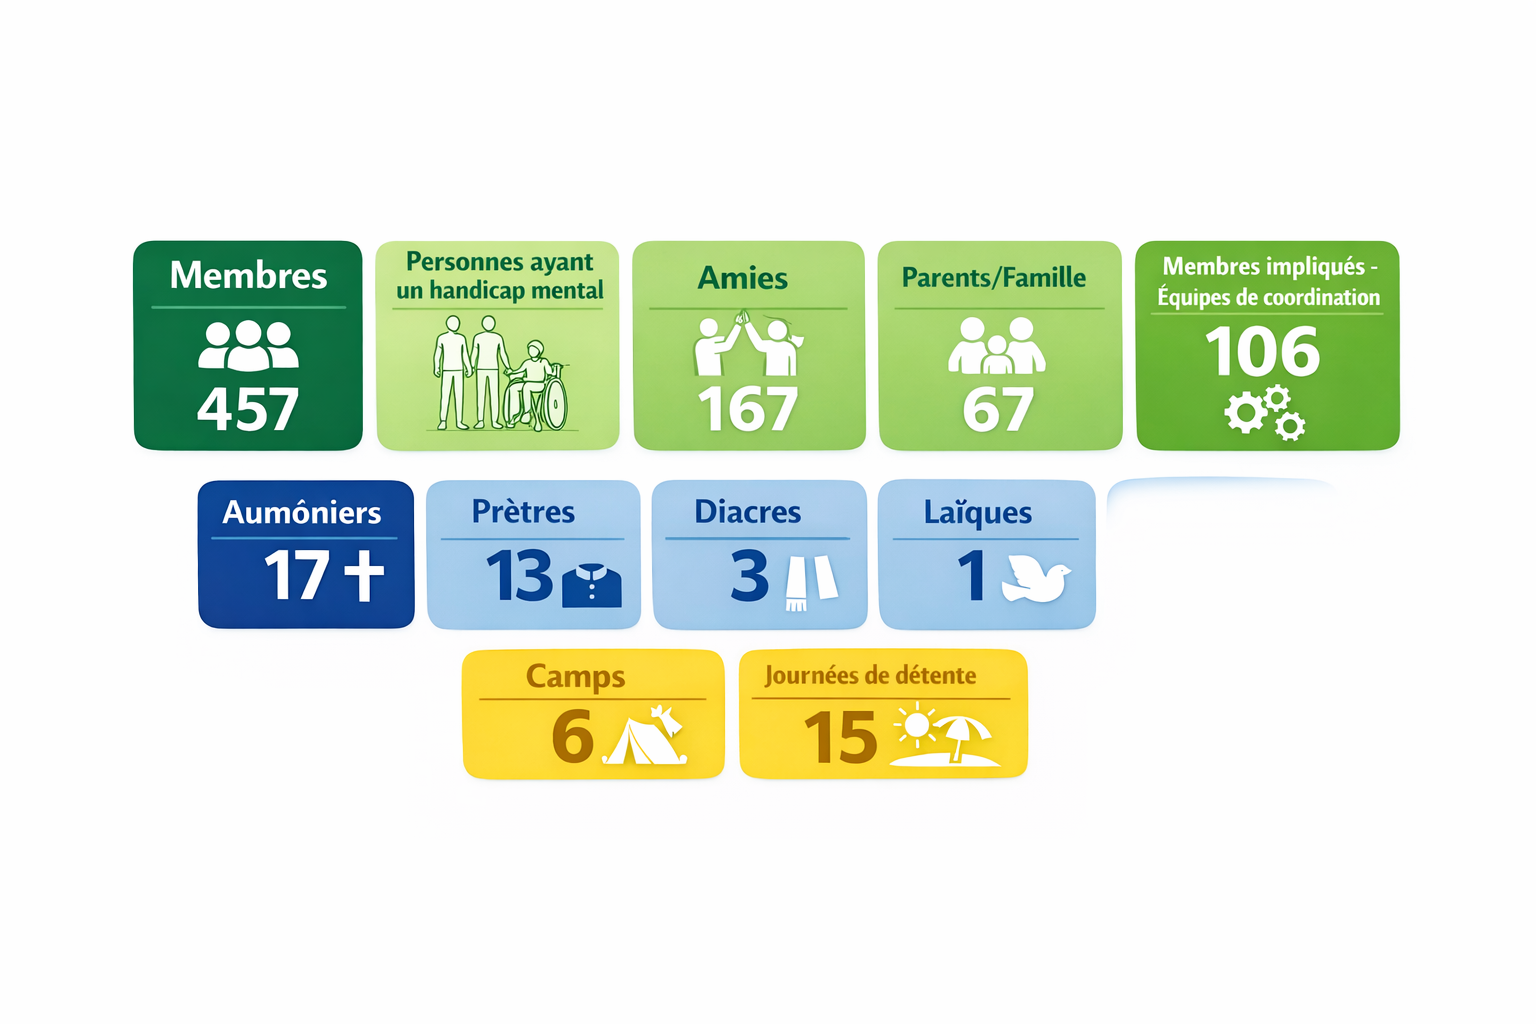 Membres
457
Personnes ayant
un handicap mental
Amies
167
Parents/Famille
67
Membres impliqués -
Équipes de coordination
106
Aumôniers
17
Prètres
13
Diacres
3
Laïques
1
Camps
6
Journées de détente
15